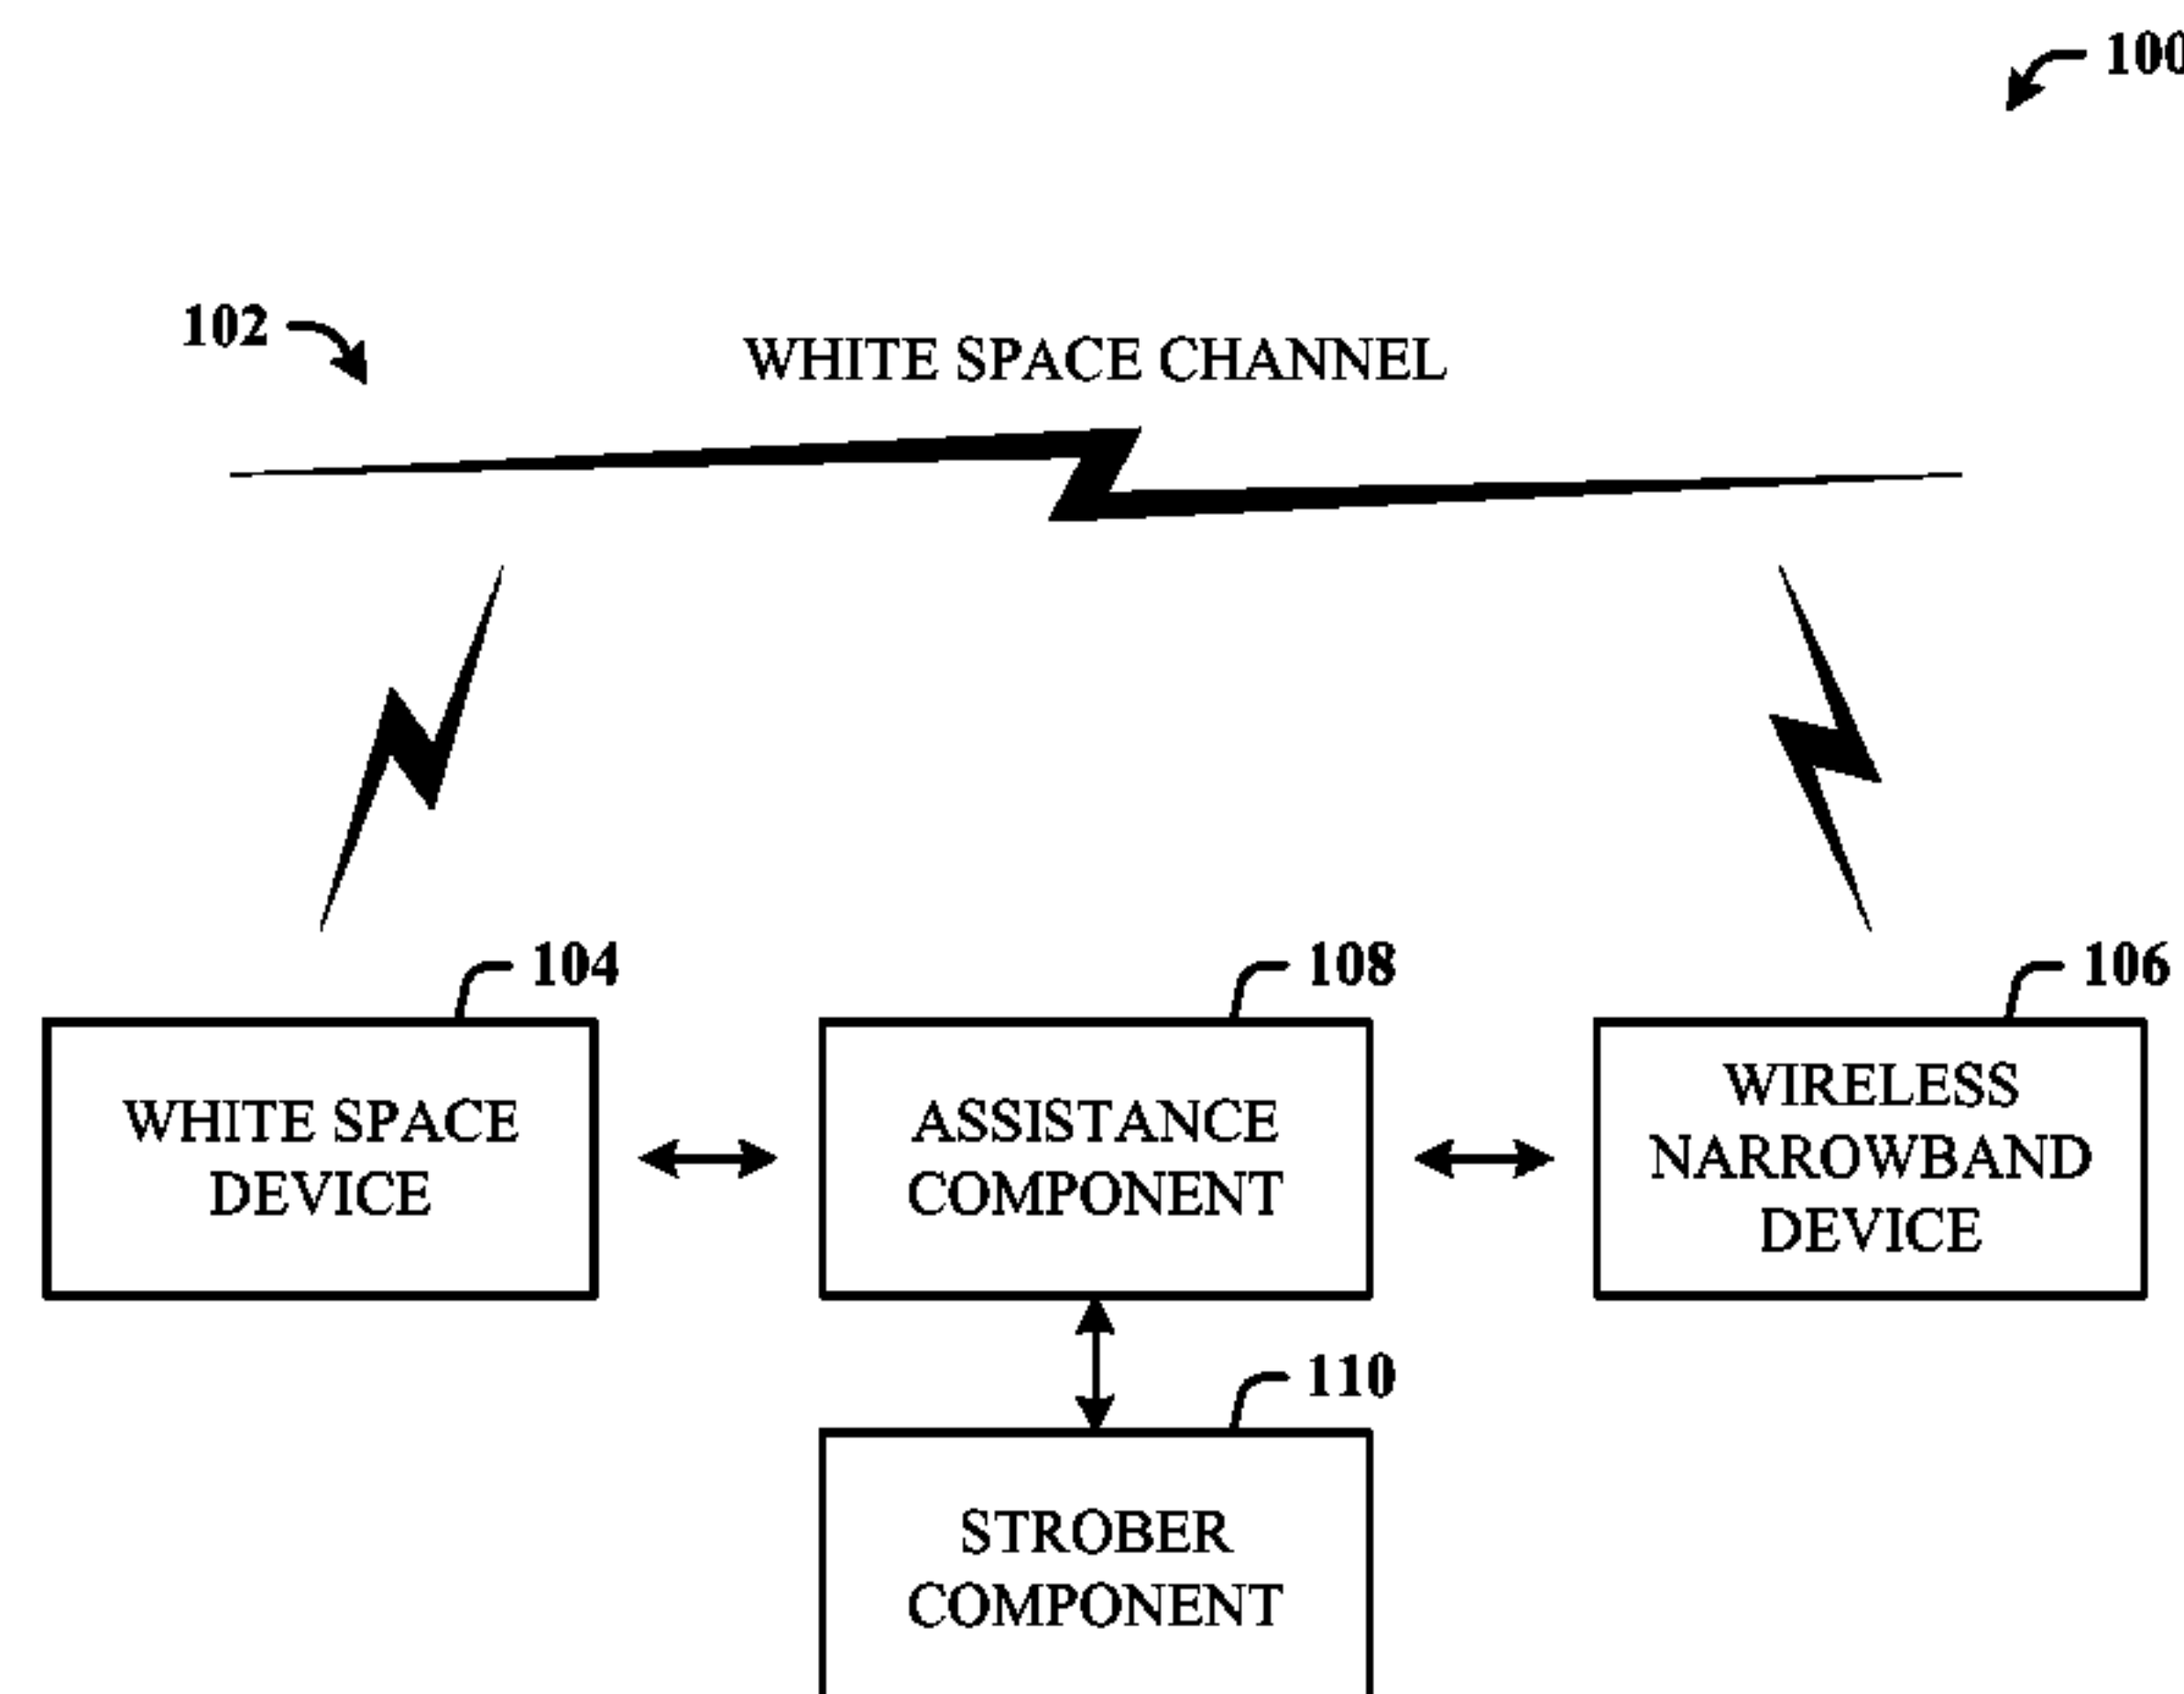 100
102
WHITE SPACE CHANNEL
104
108
106
WHITE SPACE
DEVICE
ASSISTANCE
COMPONENT
WIRELESS
NARROWBAND
DEVICE
110
STROBER
COMPONENT